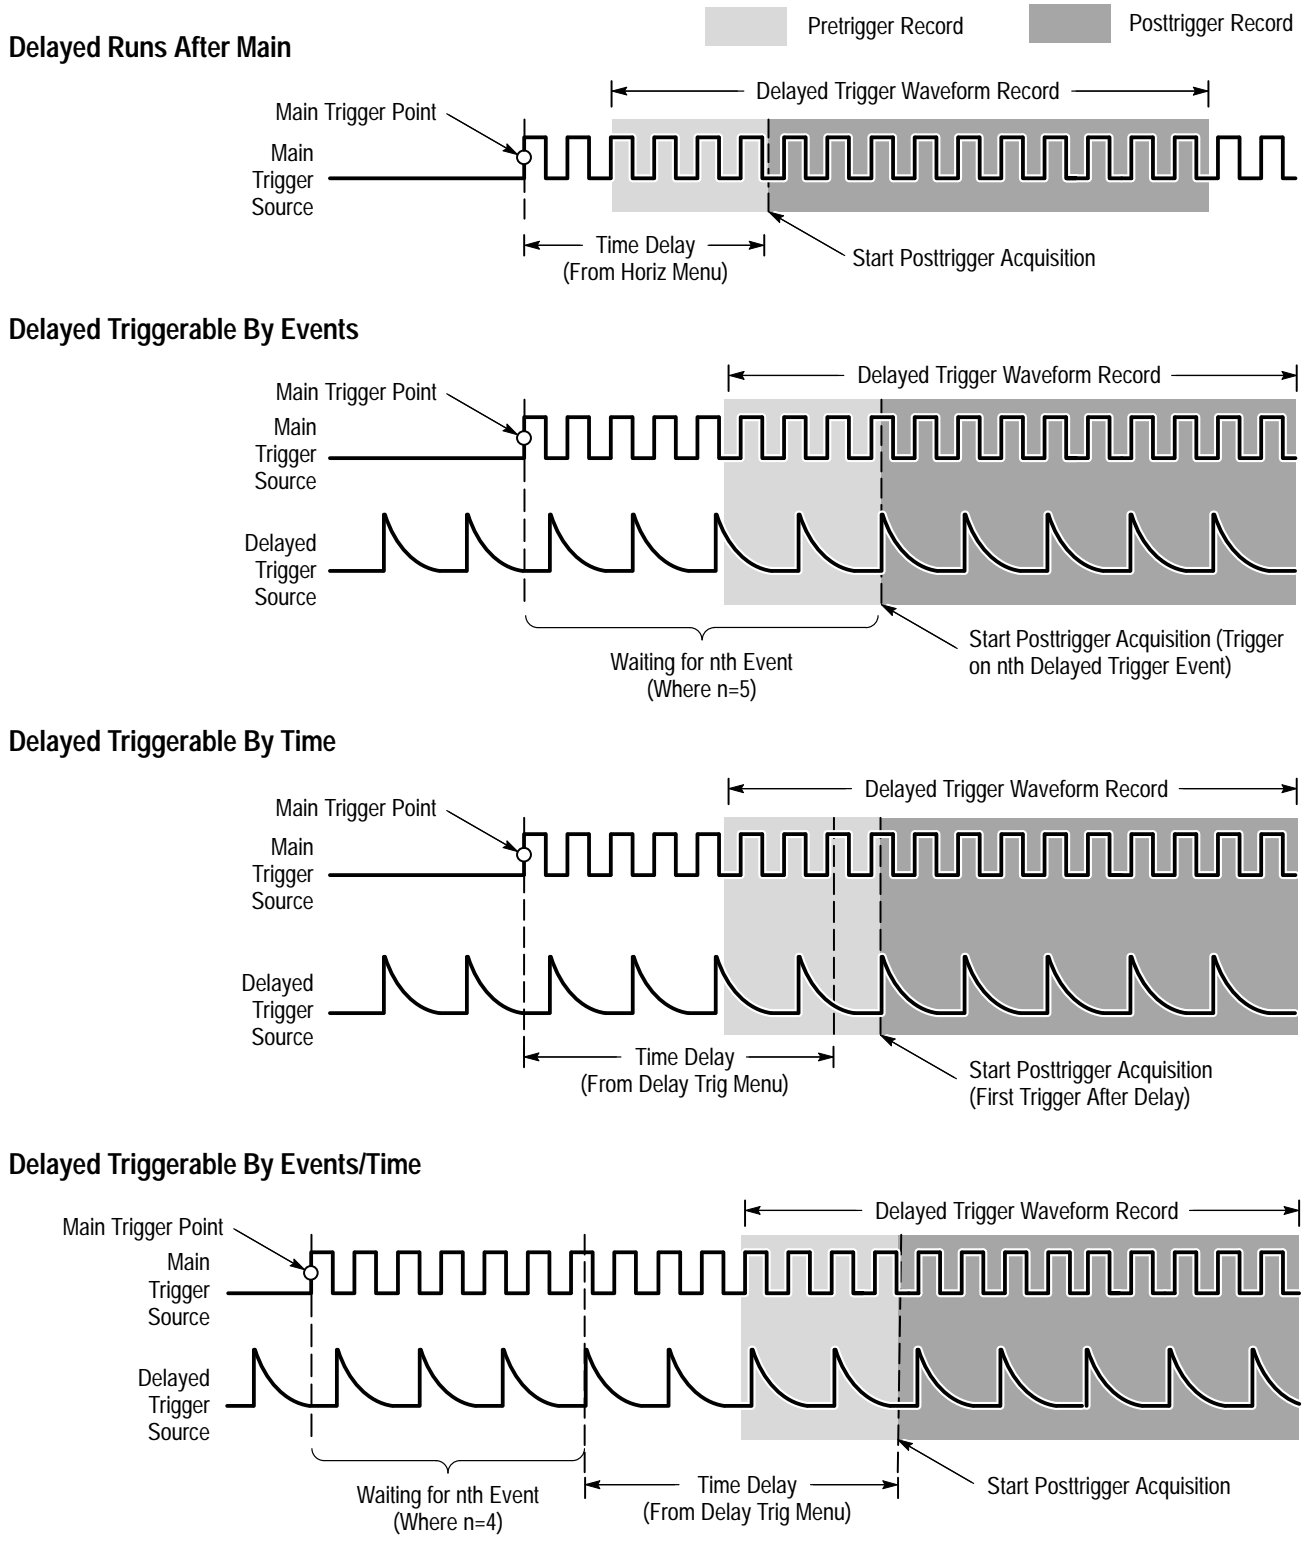 Pretrigger Record
Posttrigger Record
Delayed Runs After Main
Delayed Trigger Waveform Record
Main Trigger Point
Main
Trigger
Source
Time Delay
(From Horiz Menu)
Start Posttrigger Acquisition
Delayed Triggerable By Events
Delayed Trigger Waveform Record
Main Trigger Point
Main
Trigger
Source
Delayed
Trigger
Source
Waiting for nth Event
(Where n=5)
Start Posttrigger Acquisition (Trigger
on nth Delayed Trigger Event)
Delayed Triggerable By Time
Delayed Trigger Waveform Record
Main Trigger Point
Main
Trigger
Source
Delayed
Trigger
Source
Time Delay
(From Delay Trig Menu)
Start Posttrigger Acquisition
(First Trigger After Delay)
Delayed Triggerable By Events/Time
Delayed Trigger Waveform Record
Main Trigger Point
Main
Trigger
Source
Delayed
Trigger
Source
Waiting for nth Event
(Where n=4)
Time Delay
(From Delay Trig Menu)
Start Posttrigger Acquisition